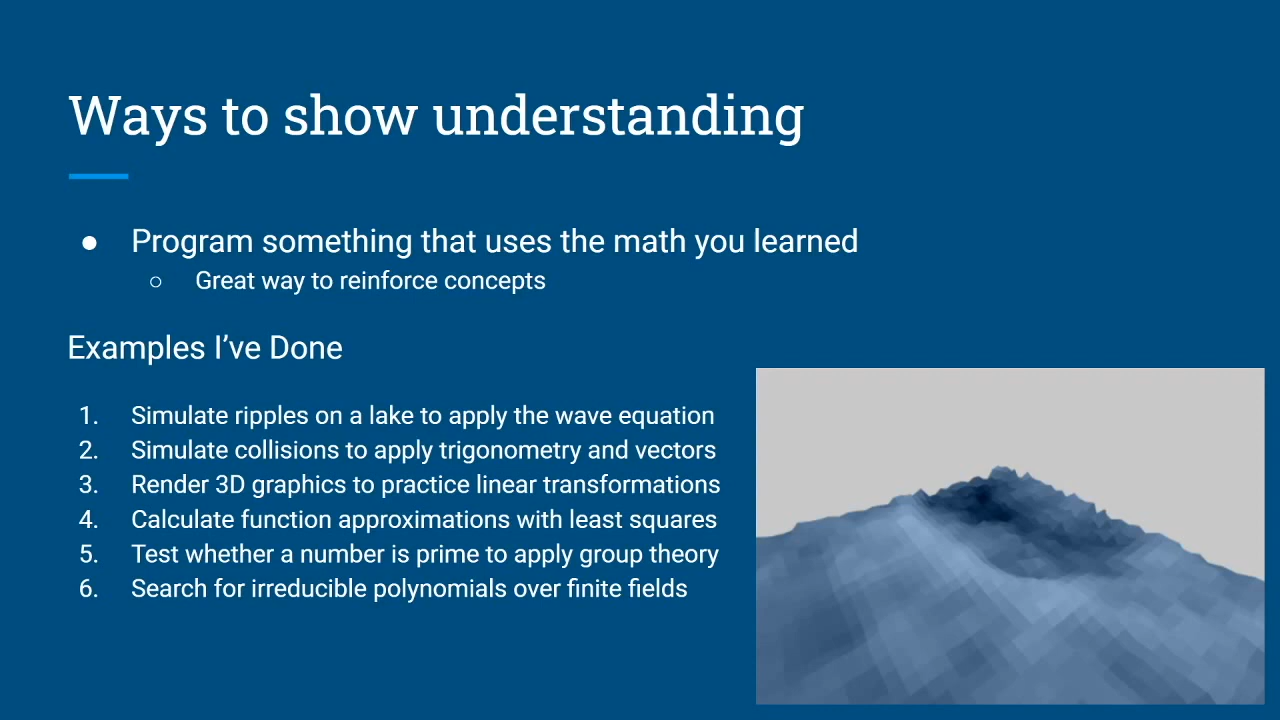 Ways to show understanding
● Program something that uses the math you learned
○ Great way to reinforce concepts
Examples I’ve Done
1. Simulate ripples on a lake to apply the wave equation
2. Simulate collisions to apply trigonometry and vectors
3. Render 3D graphics to practice linear transformations
4. Calculate function approximations with least squares
5. Test whether a number is prime to apply group theory
6. Search for irreducible polynomials over finite fields